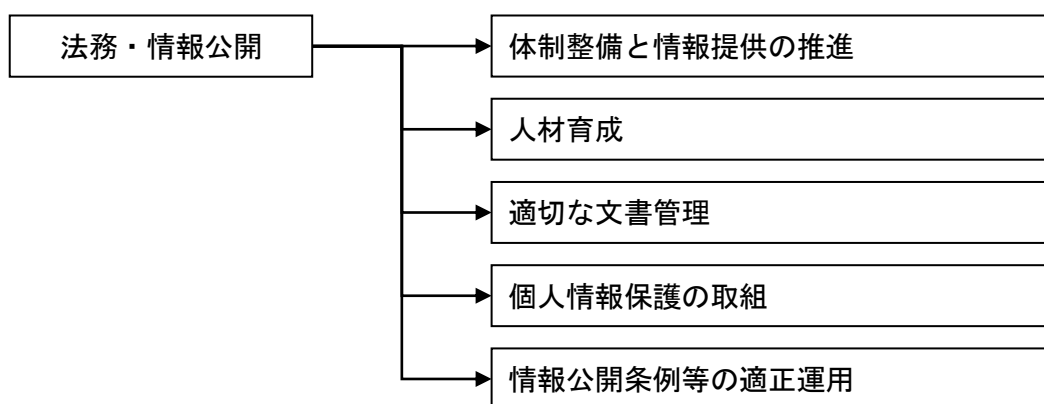 法務・情報公開
体制整備と情報提供の推進
人材育成
適切な文書管理
個人情報保護の取組
情報公開条例等の適正運用